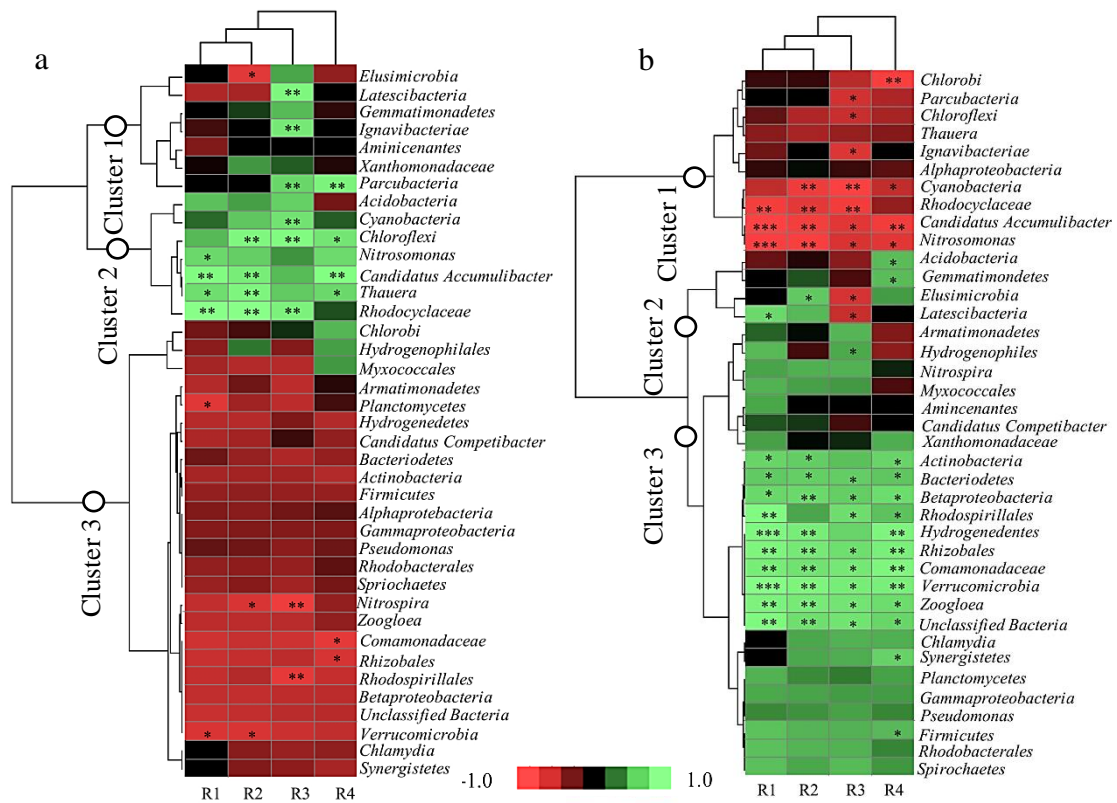 a
Cluster 1
Cluster 2
Cluster 3
* Elusimicrobia
** Latescibacteria
Gemmatimonadetes
** Ignavibacteriae
Aminicenantes
Xanthomonadaceae
** ** Parcubacteria
Acidobacteria
** Cyanobacteria
** ** * Chloroflexi
* Nitrosomonas
** ** ** Candidatus Accumulibacter
* ** * Thauera
** ** ** Rhodocyclaceae
Chlorobi
Hydrogenophilales
Myxococcales
Armatimonadetes
* Planctomycetes
Hydrogenedetes
Candidatus Competibacter
Bacteriodetes
Actinobacteria
Firmicutes
Alphaprotebacteria
Gammaproteobacteria
Pseudomonas
Rhodobacterales
Spriochaetes
* ** Nitrospira
Zoogloea
* Comamonadaceae
* Rhizobales
** Rhodospirillales
Betaproteobacteria
Unclassified Bacteria
* * Verrucomicrobia
Chlamydia
Synergistetes
R1 R2 R3 R4
-1.0 1.0
b
Cluster 1
Cluster 2
Cluster 3
** Chlorobi
* Parcubacteria
* Chloroflexi
Thauera
* Ignavibacteriae
Alphaproteobacteria
** ** * Cyanobacteria
** ** ** Rhodocyclaceae
*** ** * ** Candidatus Accumulibacter
*** ** * * Nitrosomonas
* Acidobacteria
* Gemmatimondetes
* * Elusimicrobia
* * Latescibacteria
Armatimonadetes
* Hydrogenophiles
Nitrospira
Myxococcales
Amincenantes
Candidatus Competibacter
Xanthomonadaceae
* * * Actinobacteria
* * * * Bacteriodetes
* ** * * Betaproteobacteria
** * * Rhodospirillales
*** ** ** Hydrogenedentes
** ** * ** Rhizobales
** ** * ** Comamonadaceae
*** ** * ** Verrucomicrobia
** ** * * Zoogloea
** ** * * Unclassified Bacteria
Chlamydia
* Synergistetes
Planctomycetes
Gammaproteobacteria
Pseudomonas
* Firmicutes
Rhodobacterales
Spirochaetes
R1 R2 R3 R4